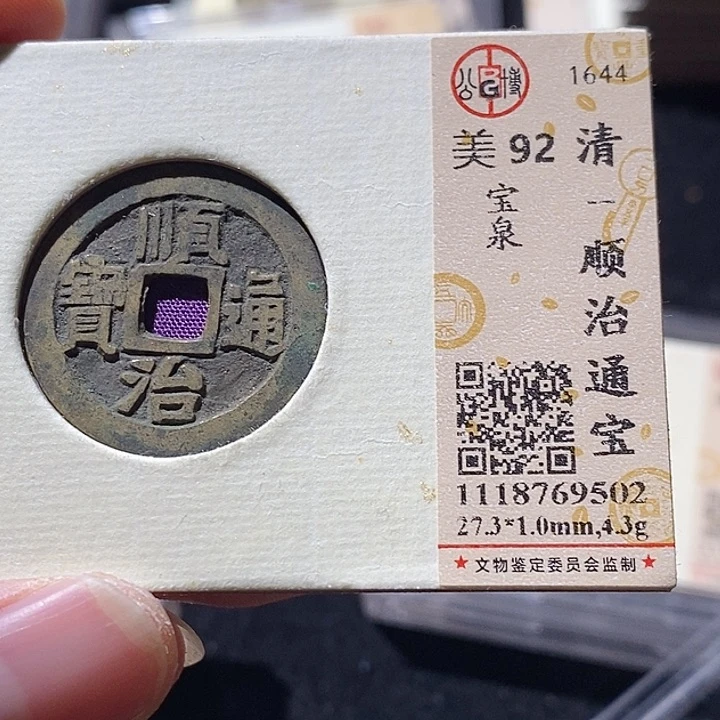 順
治
通
寶
公
BG
博
1644
美 92
宝泉
清
一
顺治通宝
1118769502
27.3*1.0mm,4.3g
★ 文物鉴定委员会监制 ★